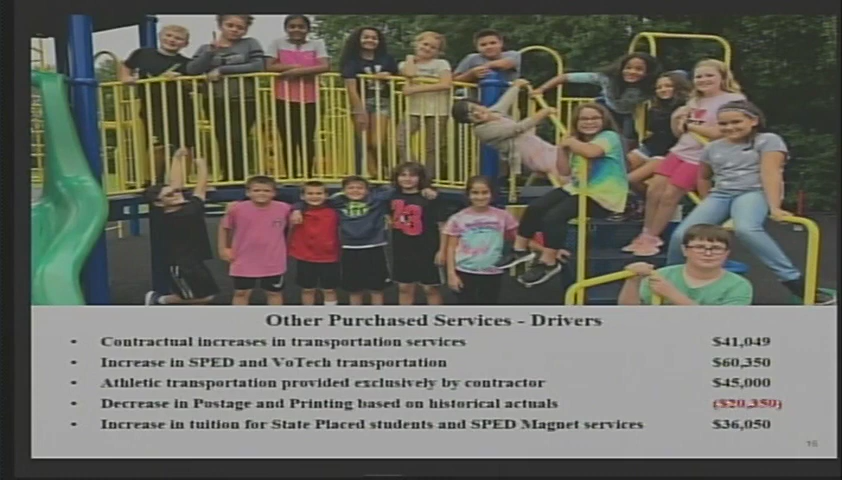 Other Purchased Services - Drivers
• Contractual increases in transportation services $41,049
• Increase in SPED and VoTech transportation $60,350
• Athletic transportation provided exclusively by contractor $45,000
• Decrease in Postage and Printing based on historical actuals ($20,350)
• Increase in tuition for State Placed students and SPED Magnet services $36,050
16